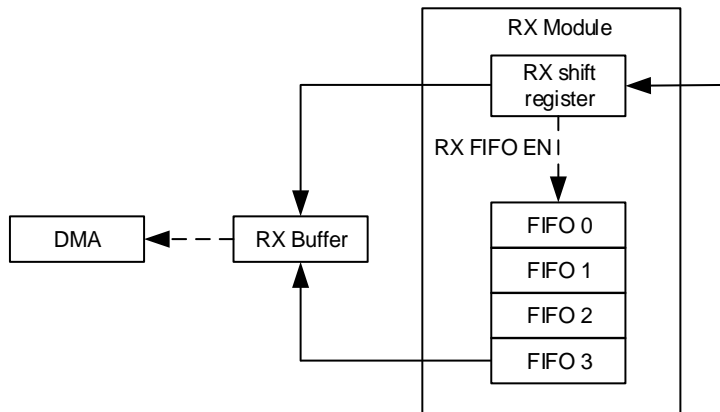 RX Module
RX shift
register
RX FIFO EN
FIFO 0
DMA
RX Buffer
FIFO 1
FIFO 2
FIFO 3